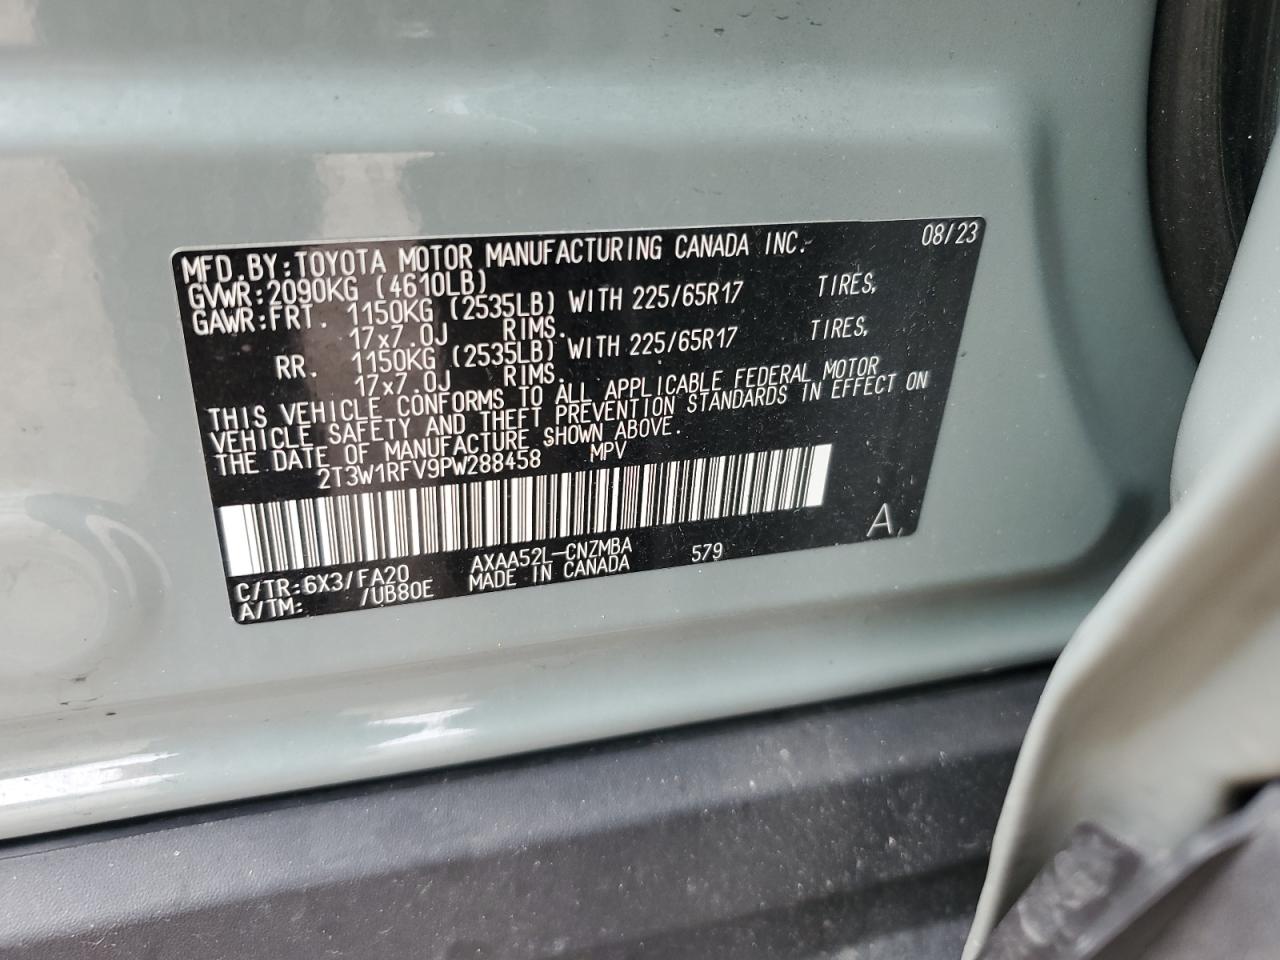 08/23
MFD.BY:TOYOTA MOTOR MANUFACTURING CANADA INC.
GVWR:2090KG (4610LB)
GAWR:FRT. 1150KG (2535LB) WITH 225/65R17 TIRES,
17x7.0J RIMS.
RR. 1150KG (2535LB) WITH 225/65R17 TIRES,
17x7.0J RIMS.
THIS VEHICLE CONFORMS TO ALL APPLICABLE FEDERAL MOTOR
VEHICLE SAFETY AND THEFT PREVENTION STANDARDS IN EFFECT ON
THE DATE OF MANUFACTURE SHOWN ABOVE.
2T3W1RFV9PW288458 MPV
A
C/TR:6X3/FA20 AXAA52L-CNZMBA 579
A/TM: /UB80E MADE IN CANADA